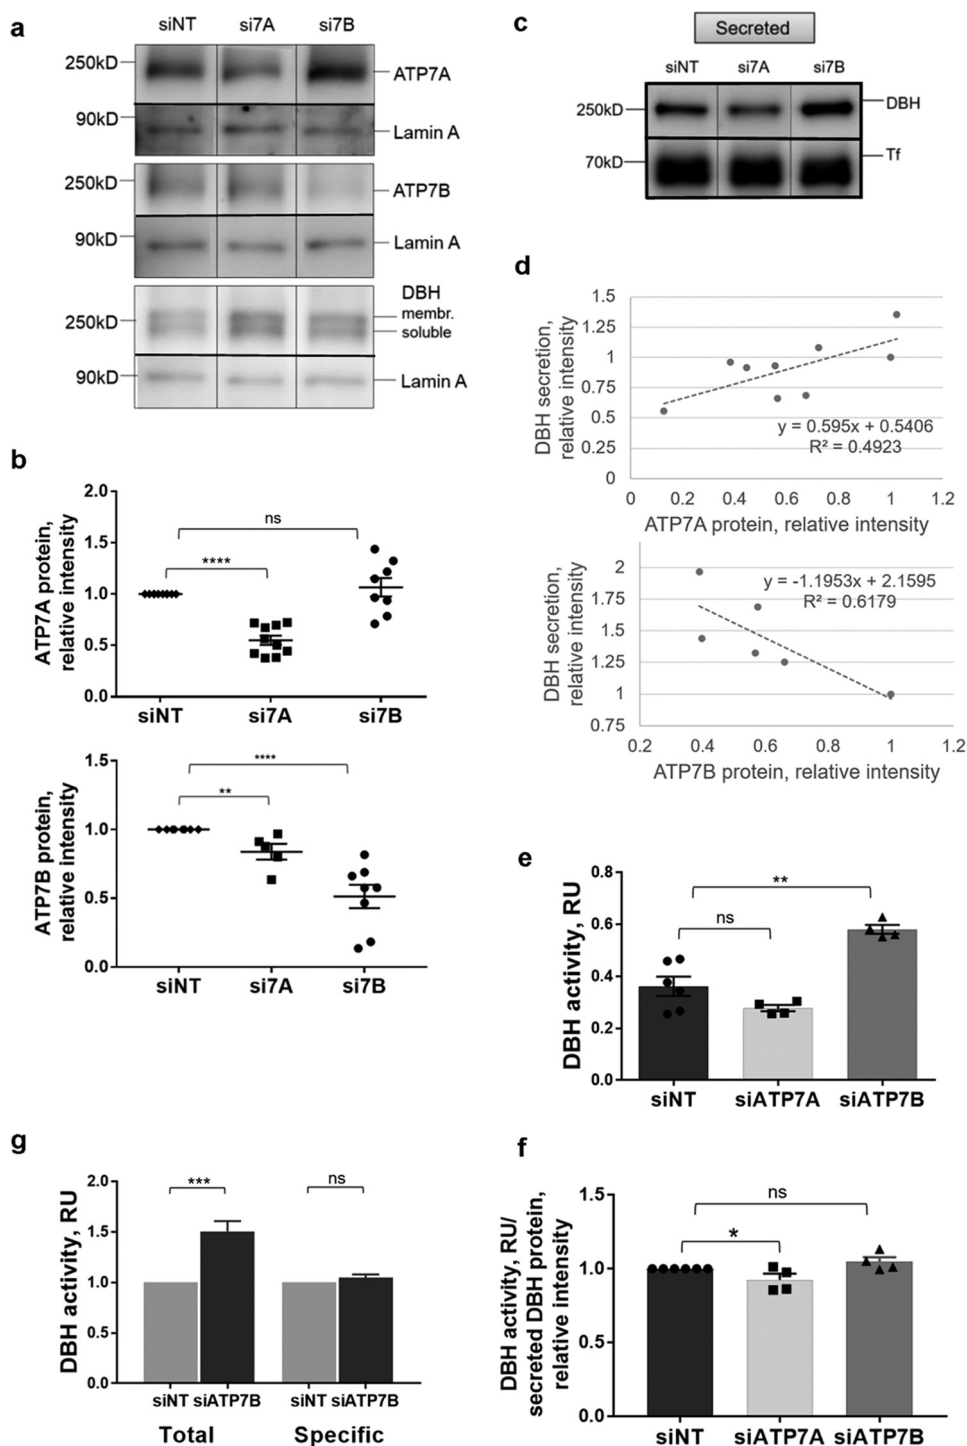 a
siNT si7A si7B
250kD ATP7A
90kD Lamin A
250kD ATP7B
90kD Lamin A
DBH
membr.
250kD soluble
90kD Lamin A
b
ATP7A protein,
relative intensity
2.0
1.5
1.0
0.5
0.0
ns
****
siNT si7A si7B
ATP7B protein,
relative intensity
1.5
1.0
0.5
0.0
****
**
siNT si7A si7B
c
Secreted
siNT si7A si7B
250kD DBH
70kD Tf
d
DBH secretion,
relative intensity
1.5
1.25
1
0.75
0.5
0.25
0
y = 0.595x + 0.5406
R² = 0.4923
0 0.2 0.4 0.6 0.8 1 1.2
ATP7A protein, relative intensity
DBH secretion,
relative intensity
2
1.75
1.5
1.25
1
0.75
y = -1.1953x + 2.1595
R² = 0.6179
0.2 0.4 0.6 0.8 1 1.2
ATP7B protein, relative intensity
e
DBH activity, RU
0.8
0.6
0.4
0.2
0.0
**
ns
siNT siATP7A siATP7B
g
DBH activity, RU
2.0
1.5
1.0
0.5
0.0
*** ns
siNT siATP7B siNT siATP7B
Total Specific
f
DBH activity, RU/
secreted DBH protein,
relative intensity
1.5
1.0
0.5
0.0
ns
*
siNT siATP7A siATP7B